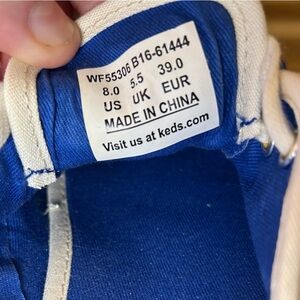 WF55306 B16-61444
8.0 5.5 39.0
US UK EUR
MADE IN CHINA
Visit us at keds.com